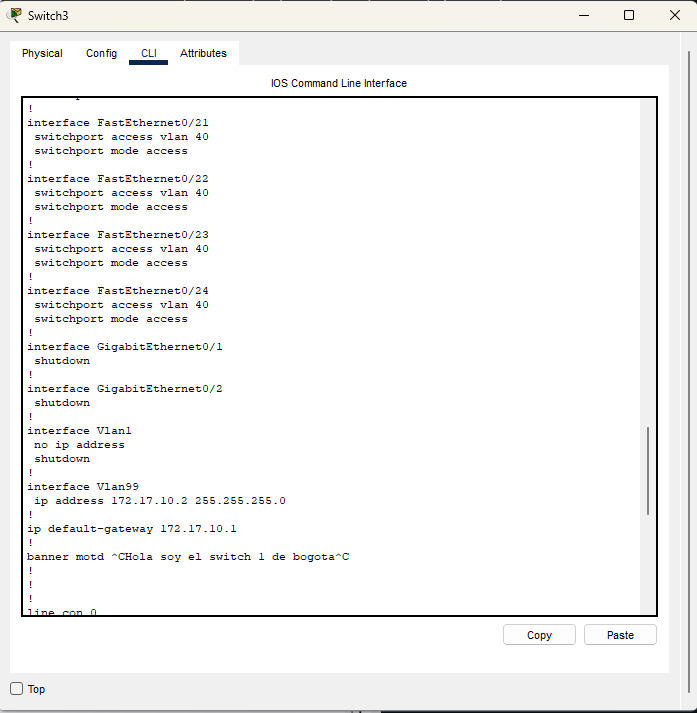 Switch3
Physical Config CLI Attributes
IOS Command Line Interface
!
interface FastEthernet0/21
switchport access vlan 40
switchport mode access
!
interface FastEthernet0/22
switchport access vlan 40
switchport mode access
!
interface FastEthernet0/23
switchport access vlan 40
switchport mode access
!
interface FastEthernet0/24
switchport access vlan 40
switchport mode access
!
interface GigabitEthernet0/1
shutdown
!
interface GigabitEthernet0/2
shutdown
!
interface Vlan1
no ip address
shutdown
!
interface Vlan99
ip address 172.17.10.2 255.255.255.0
!
ip default-gateway 172.17.10.1
!
banner motd ^CHola soy el switch 1 de bogota^C
!
!
!
line con 0
Copy Paste
Top